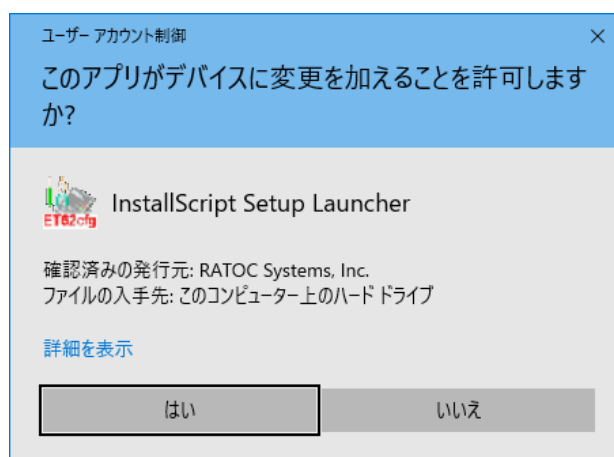 ユーザー アカウント制御
このアプリがデバイスに変更を加えることを許可します
か?
ET62cfg
InstallScript Setup Launcher
確認済みの発行元: RATOC Systems, Inc.
ファイルの入手先: このコンピューター上のハード ドライブ
詳細を表示
はい
いいえ